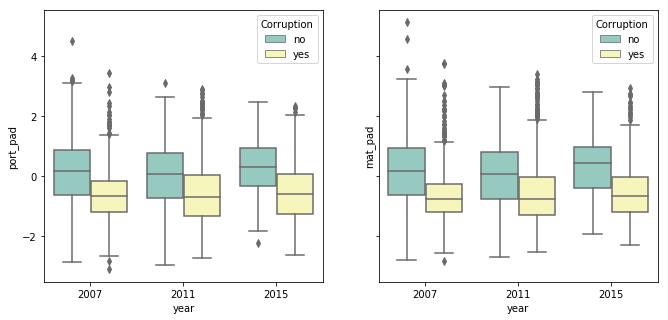 Corruption
no
yes
4
2
0
−2
port_pad
2007
2011
2015
year
Corruption
no
yes
mat_pad
2007
2011
2015
year